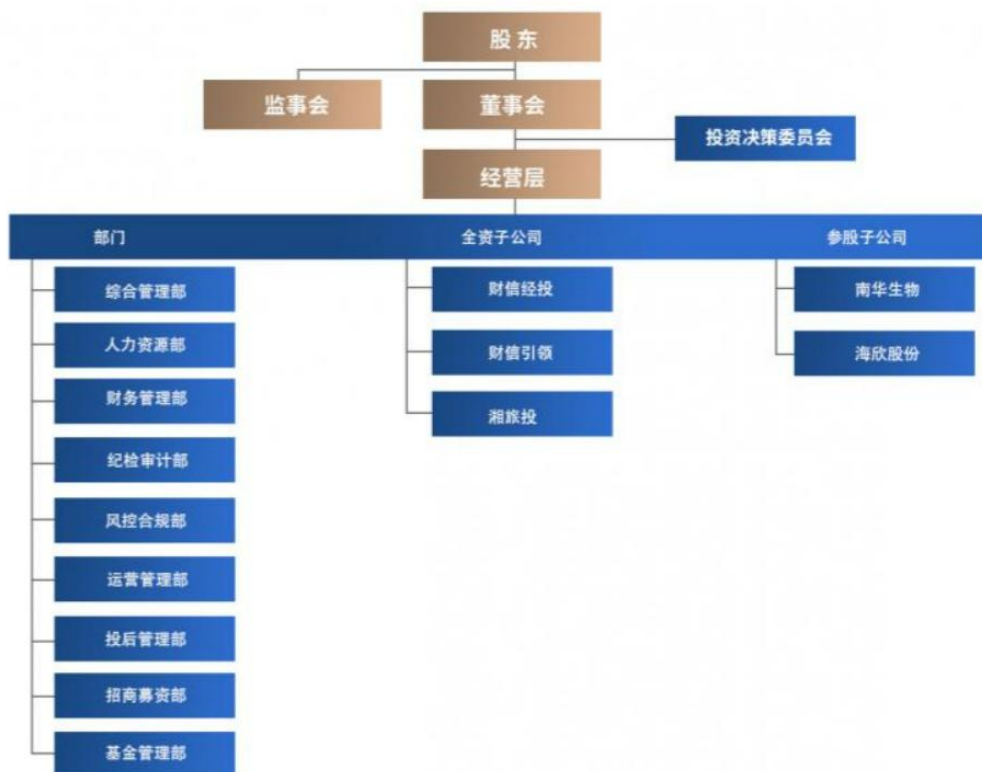 股东
监事会
董事会
投资决策委员会
经营层
部门
全资子公司
参股子公司
综合管理部
人力资源部
财务管理部
纪检审计部
风控合规部
运营管理部
投后管理部
招商募资部
基金管理部
财信经投
财信引领
湘旅投
南华生物
海欣股份